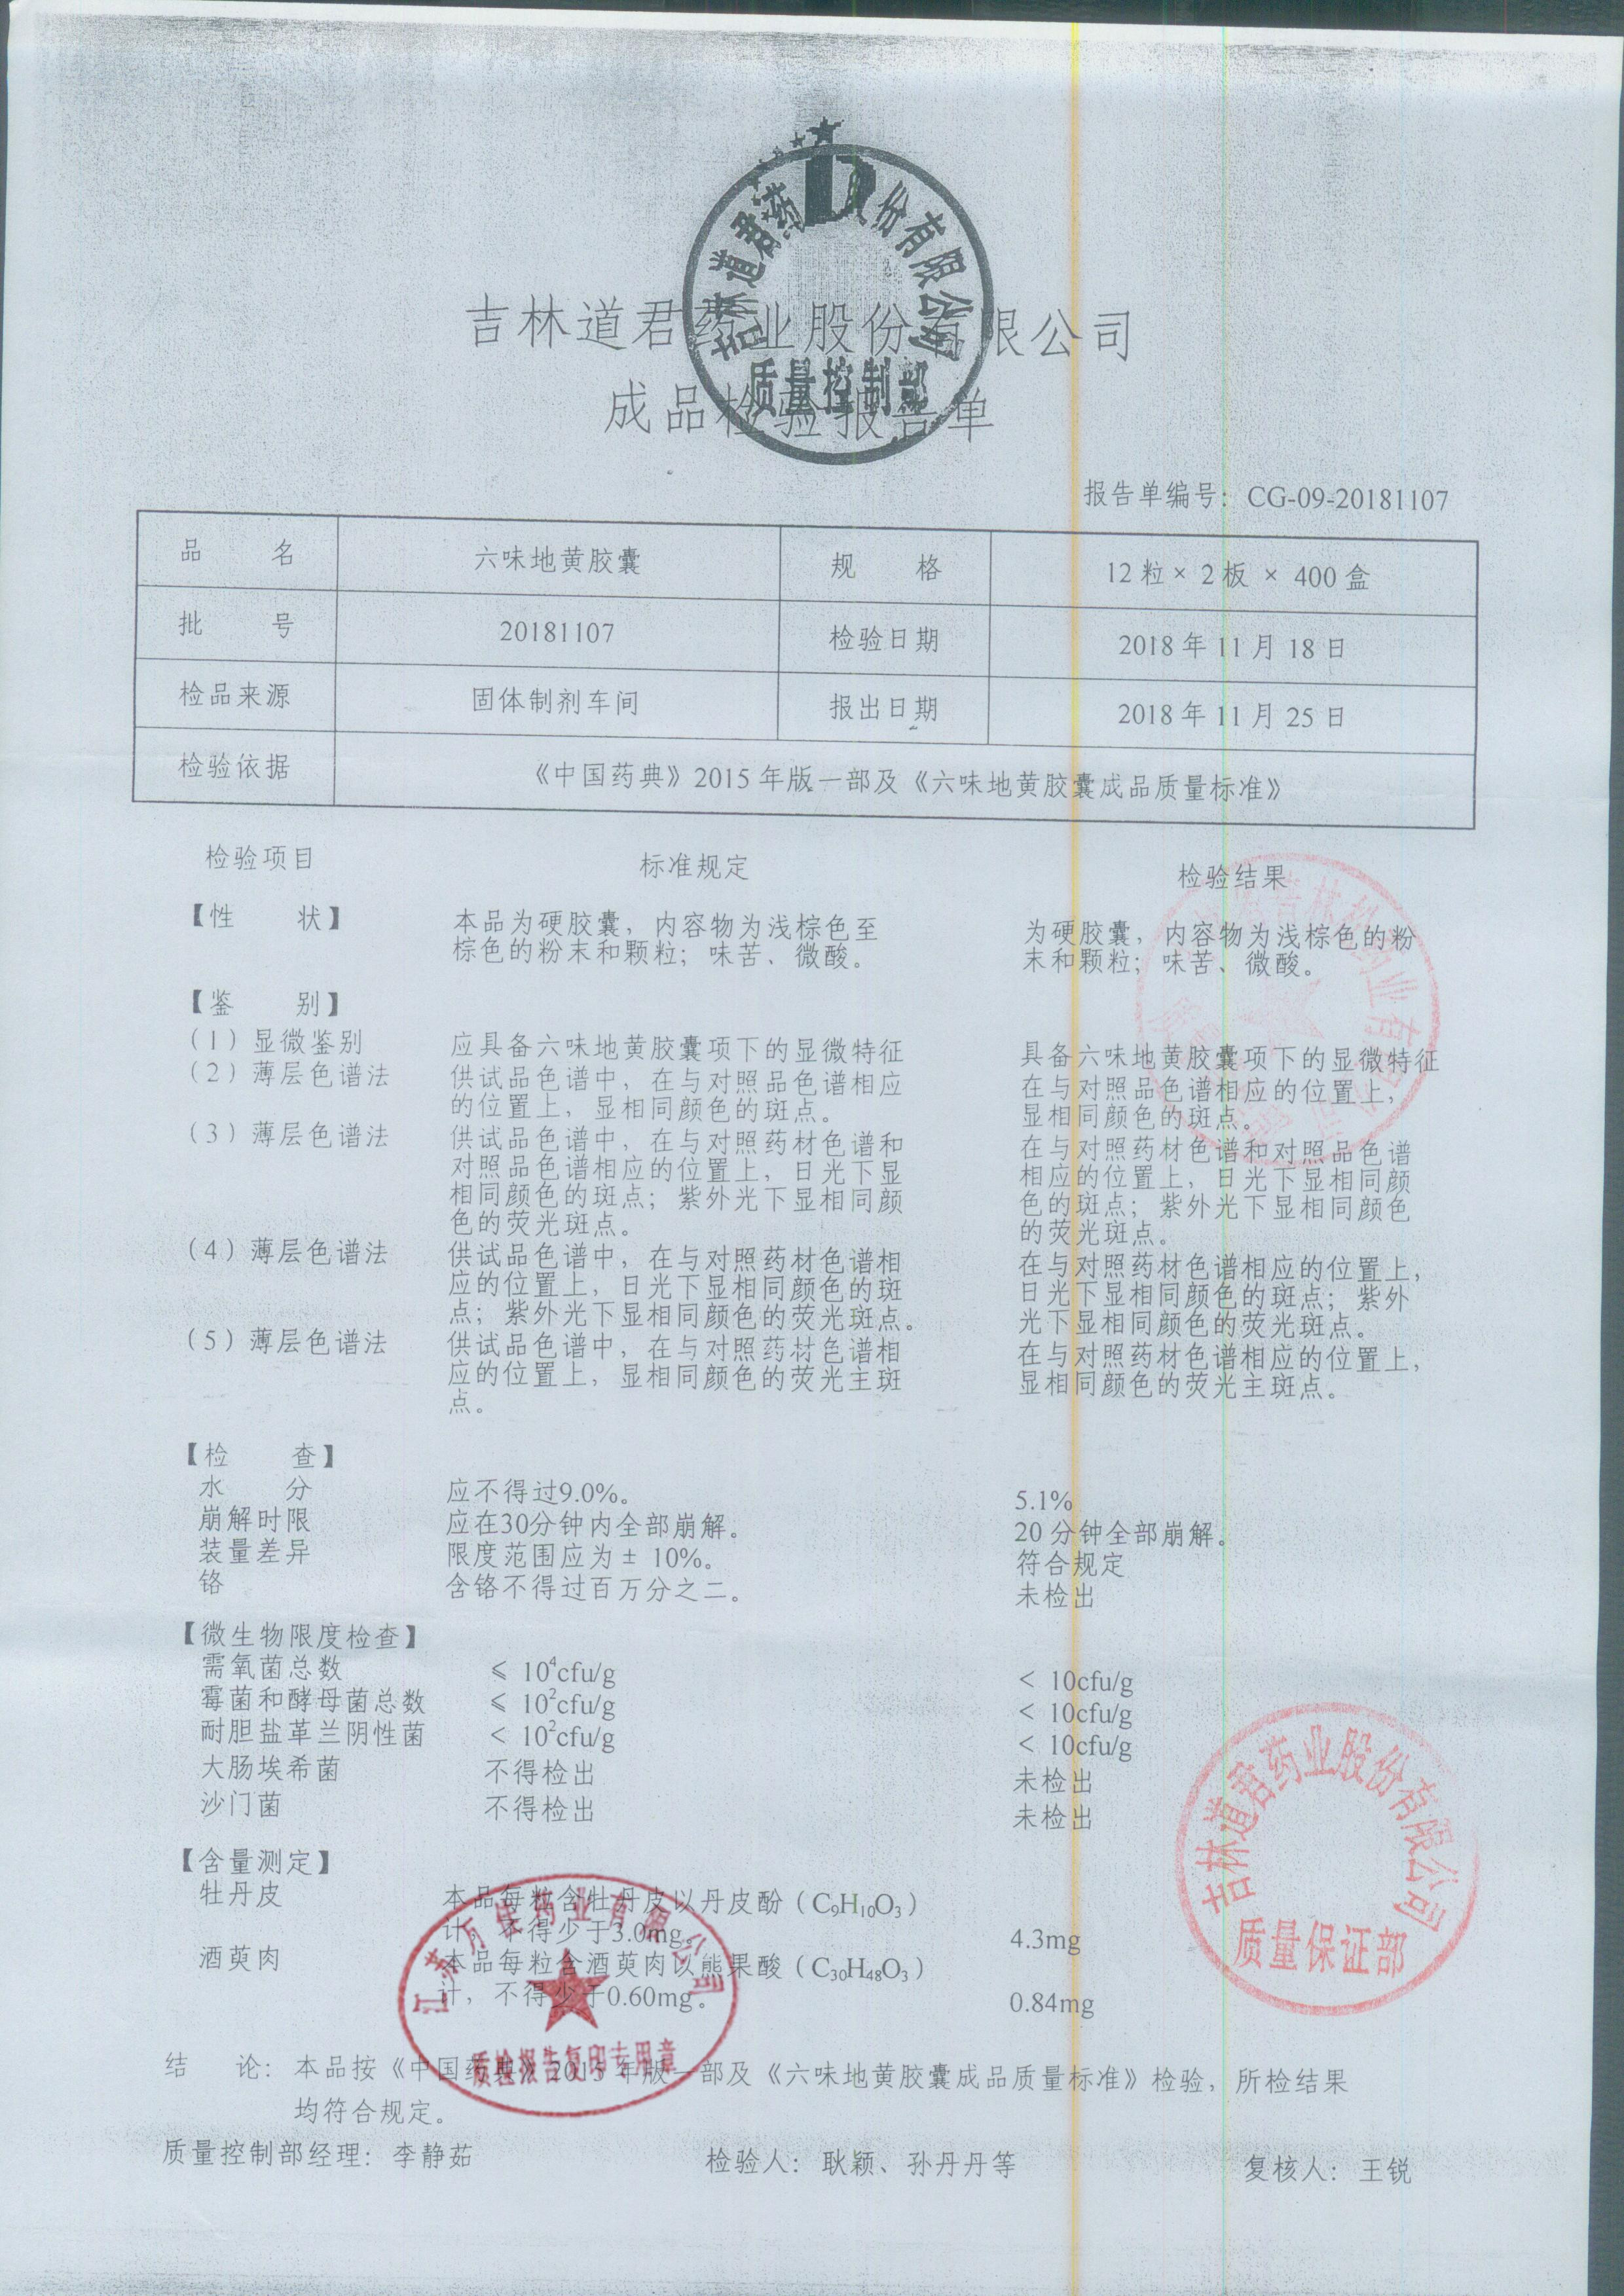 吉林道君药业股份有限公司
质量控制部
吉林道君药业股份有限公司
成品检验报告单
报告单编号：CG-09-20181107
品 名 六味地黄胶囊 规 格 12粒× 2板 × 400盒
批 号 20181107 检验日期 2018年11月18日
检品来源 固体制剂车间 报出日期 2018年11月25日
检验依据 《中国药典》2015年版一部及《六味地黄胶囊成品质量标准》
检验项目 标准规定 检验结果
【性 状】 本品为硬胶囊，内容物为浅棕色至 为硬胶囊，内容物为浅棕色的粉
棕色的粉末和颗粒；味苦、微酸。 末和颗粒；味苦、微酸。
【鉴 别】
（1）显微鉴别 应具备六味地黄胶囊项下的显微特征 具备六味地黄胶囊项下的显微特征
（2）薄层色谱法 供试品色谱中，在与对照品色谱相应 在与对照品色谱相应的位置上，
的位置上，显相同颜色的斑点。 显相同颜色的斑点。
（3）薄层色谱法 供试品色谱中，在与对照药材色谱和 在与对照药材色谱和对照品色谱
对照品色谱相应的位置上，日光下显 相应的位置上，日光下显相同颜
相同颜色的斑点；紫外光下显相同颜 色的斑点；紫外光下显相同颜色
色的荧光斑点。 的荧光斑点。
（4）薄层色谱法 供试品色谱中，在与对照药材色谱相 在与对照药材色谱相应的位置上，
应的位置上，日光下显相同颜色的斑 日光下显相同颜色的斑点；紫外
点；紫外光下显相同颜色的荧光斑点。 光下显相同颜色的荧光斑点。
（5）薄层色谱法 供试品色谱中，在与对照药材色谱相 在与对照药材色谱相应的位置上，
应的位置上，显相同颜色的荧光主斑 显相同颜色的荧光主斑点。
点。
【检 查】
水 分 应不得过9.0%。 5.1%
崩解时限 应在30分钟内全部崩解。 20分钟全部崩解。
装量差异 限度范围应为± 10%。 符合规定
铬 含铬不得过百万分之二。 未检出
【微生物限度检查】
需氧菌总数 ≤ 10⁴cfu/g < 10cfu/g
霉菌和酵母菌总数 ≤ 10²cfu/g < 10cfu/g
耐胆盐革兰阴性菌 < 10²cfu/g < 10cfu/g
大肠埃希菌 不得检出 未检出
沙门菌 不得检出 未检出
【含量测定】
牡丹皮 本品每粒含牡丹皮以丹皮酚（C₉H₁₀O₃）
计，不得少于3.0mg。 4.3mg
酒萸肉 本品每粒含酒萸肉以熊果酸（C₃₀H₄₈O₃）
计，不得少于0.60mg。 0.84mg
吉林道君药业股份有限公司
质量保证部
药业有限公司
质检报告复印专用章
结 论：本品按《中国药典》2015年版一部及《六味地黄胶囊成品质量标准》检验，所检结果
均符合规定。
质量控制部经理：李静茹 检验人：耿颖、孙丹丹等 复核人：王锐